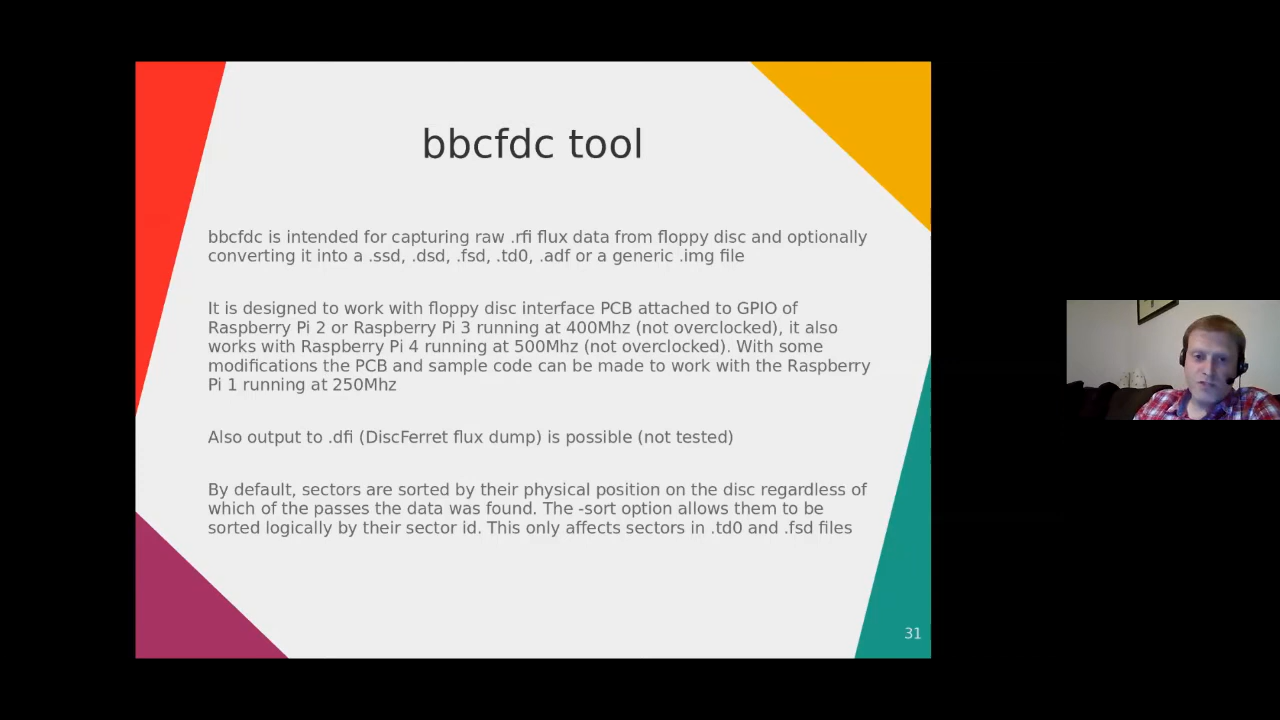 bbcfdc tool
bbcfdc is intended for capturing raw .rfi flux data from floppy disc and optionally
converting it into a .ssd, .dsd, .fsd, .td0, .adf or a generic .img file
It is designed to work with floppy disc interface PCB attached to GPIO of
Raspberry Pi 2 or Raspberry Pi 3 running at 400Mhz (not overclocked), it also
works with Raspberry Pi 4 running at 500Mhz (not overclocked). With some
modifications the PCB and sample code can be made to work with the Raspberry
Pi 1 running at 250Mhz
Also output to .dfi (DiscFerret flux dump) is possible (not tested)
By default, sectors are sorted by their physical position on the disc regardless of
which of the passes the data was found. The -sort option allows them to be
sorted logically by their sector id. This only affects sectors in .td0 and .fsd files
31